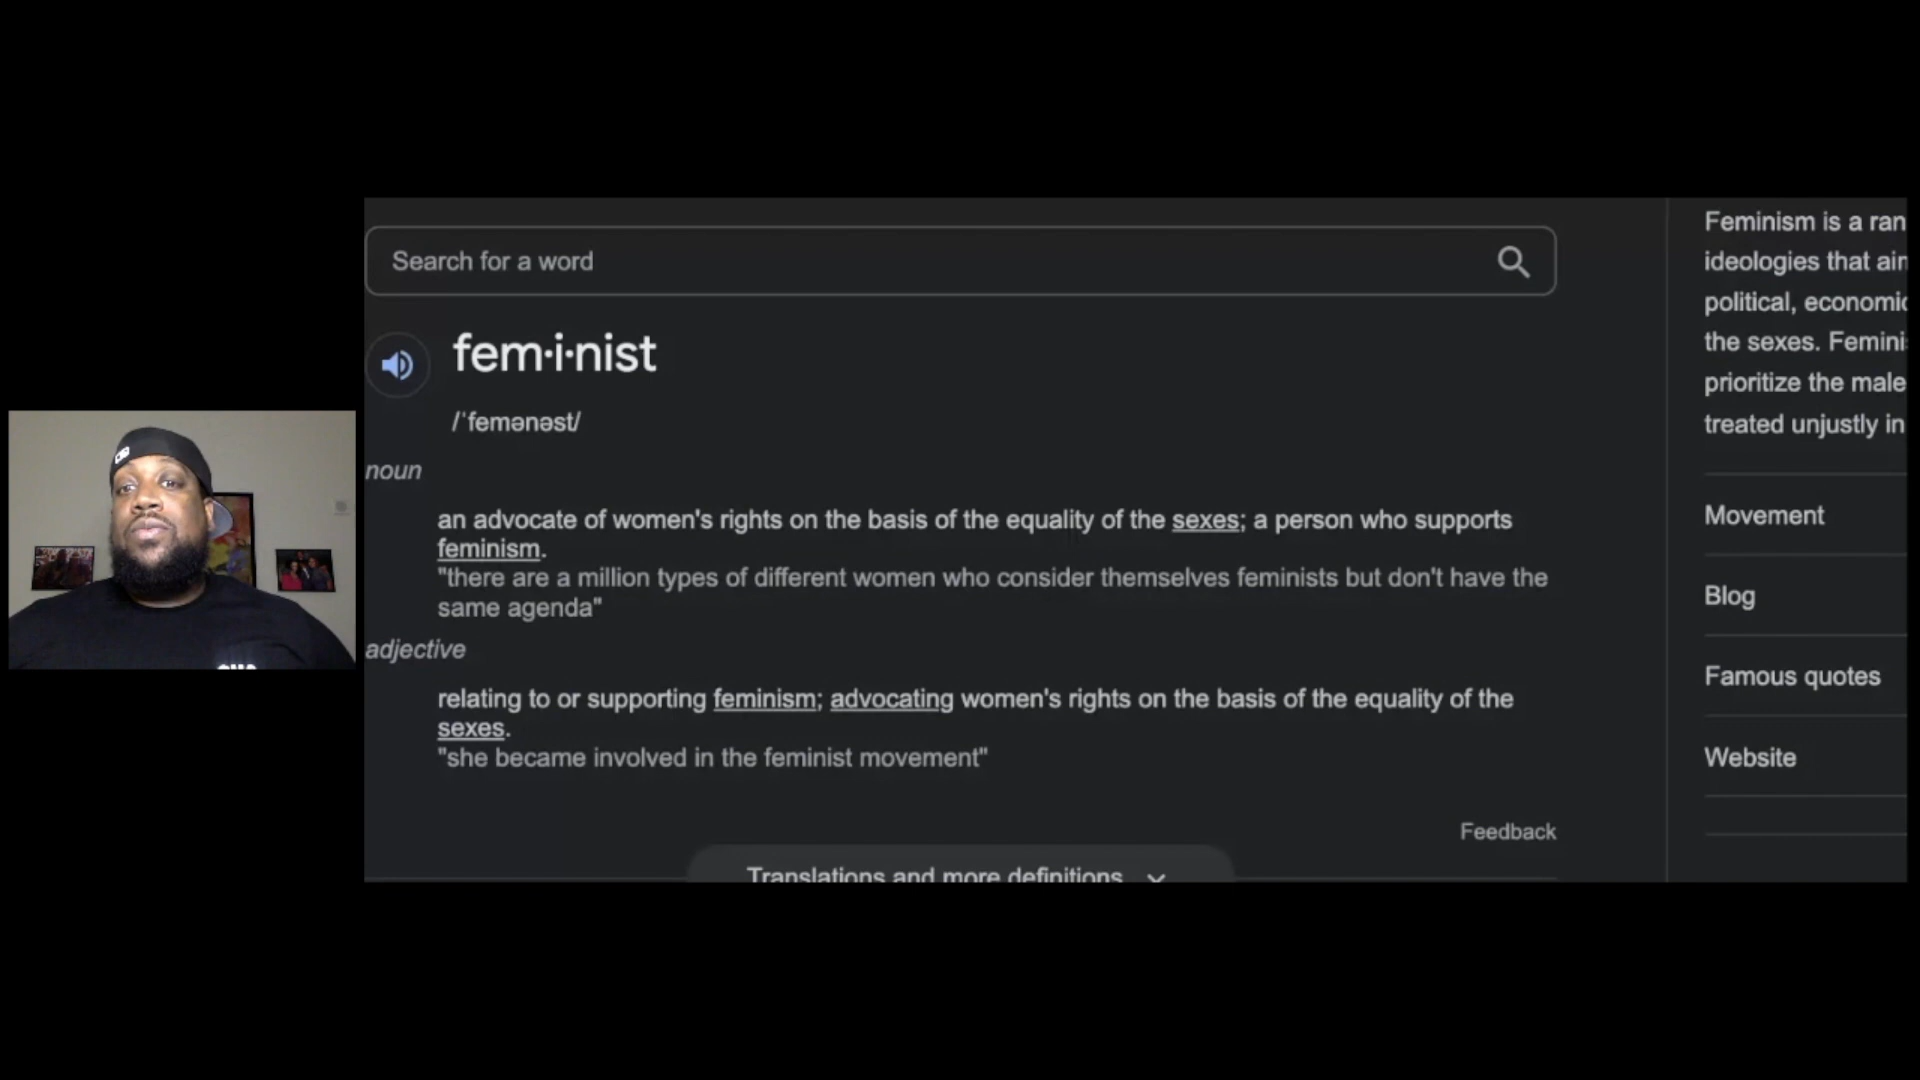 Search for a word
fem·i·nist
/ˈfemənəst/
noun
an advocate of women's rights on the basis of the equality of the sexes; a person who supports
feminism.
"there are a million types of different women who consider themselves feminists but don't have the
same agenda"
adjective
relating to or supporting feminism; advocating women's rights on the basis of the equality of the
sexes.
"she became involved in the feminist movement"
Feedback
Translations and more definitions
Feminism is a ran
ideologies that
political, economic
the sexes. Femini
prioritize the male
treated unjustly in
Movement
Blog
Famous quotes
Website